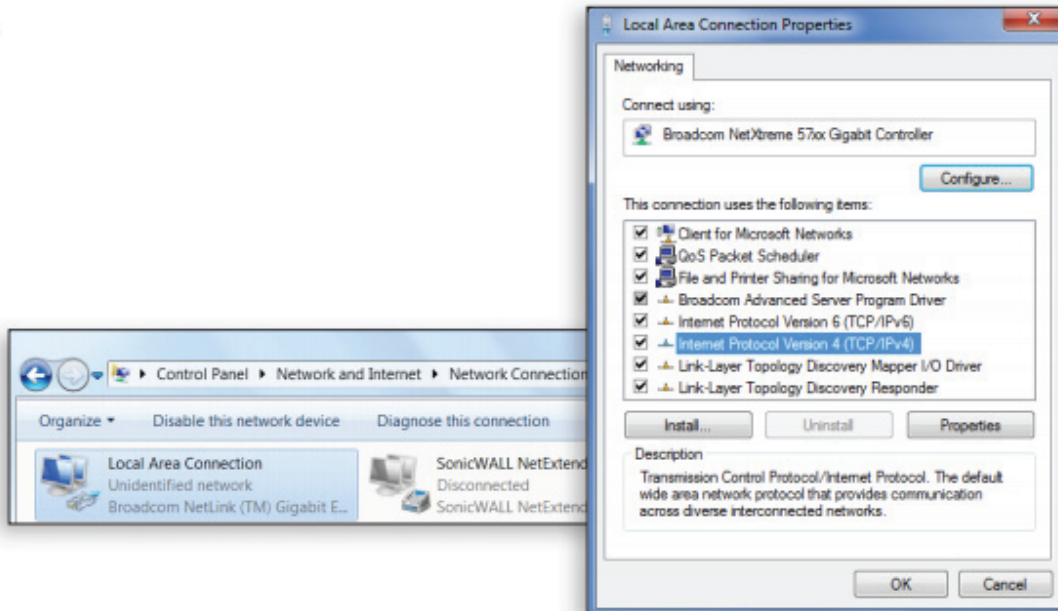 Local Area Connection Properties
Networking
Connect using:
Broadcom NetXtreme 57xx Gigabit Controller
Configure...
This connection uses the following items:
Client for Microsoft Networks
QoS Packet Scheduler
File and Printer Sharing for Microsoft Networks
Broadcom Advanced Server Program Driver
Internet Protocol Version 6 (TCP/IPv6)
Internet Protocol Version 4 (TCP/IPv4)
Link-Layer Topology Discovery Mapper I/O Driver
Link-Layer Topology Discovery Responder
Install...
Uninstall
Properties
Description
Transmission Control Protocol/Internet Protocol. The default
wide area network protocol that provides communication
across diverse interconnected networks.
OK
Cancel
Control Panel
Network and Internet
Network Connection
Organize
Disable this network device
Diagnose this connection
Local Area Connection
Unidentified network
Broadcom NetLink (TM) Gigabit E...
SonicWALL NetExtend
Disconnected
SonicWALL NetExtend